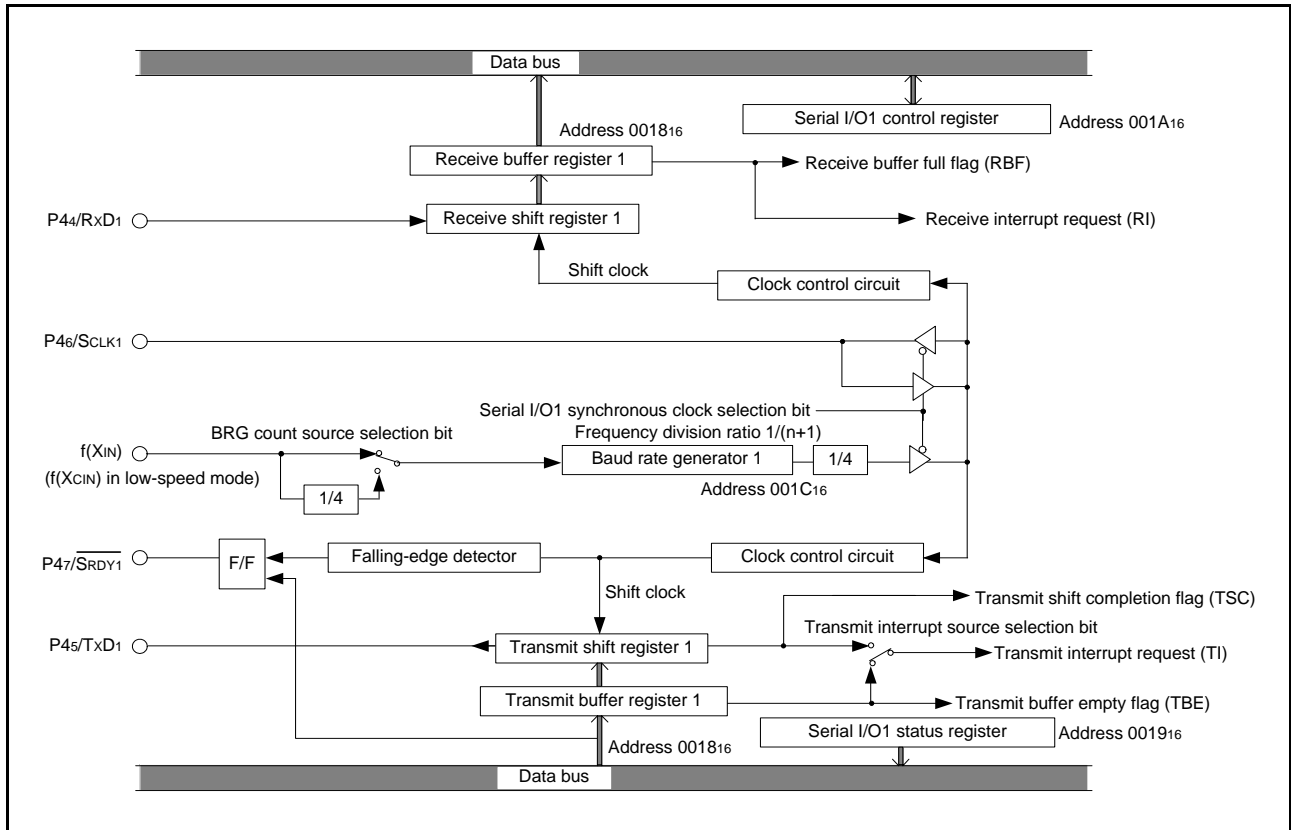 Data bus
Serial I/O1 control register
Address 001A16
Address 001816
Receive buffer register 1
Receive buffer full flag (RBF)
P44/RxD1
Receive shift register 1
Receive interrupt request (RI)
Shift clock
Clock control circuit
P46/SCLK1
Serial I/O1 synchronous clock selection bit
BRG count source selection bit
Frequency division ratio 1/(n+1)
f(XIN)
Baud rate generator 1
1/4
(f(XCIN) in low-speed mode)
1/4
Address 001C16
P47/SRDY1
F/F
Falling-edge detector
Clock control circuit
Shift clock
Transmit shift completion flag (TSC)
Transmit interrupt source selection bit
P45/TxD1
Transmit shift register 1
Transmit interrupt request (TI)
Transmit buffer register 1
Transmit buffer empty flag (TBE)
Serial I/O1 status register
Address 001916
Address 001816
Data bus